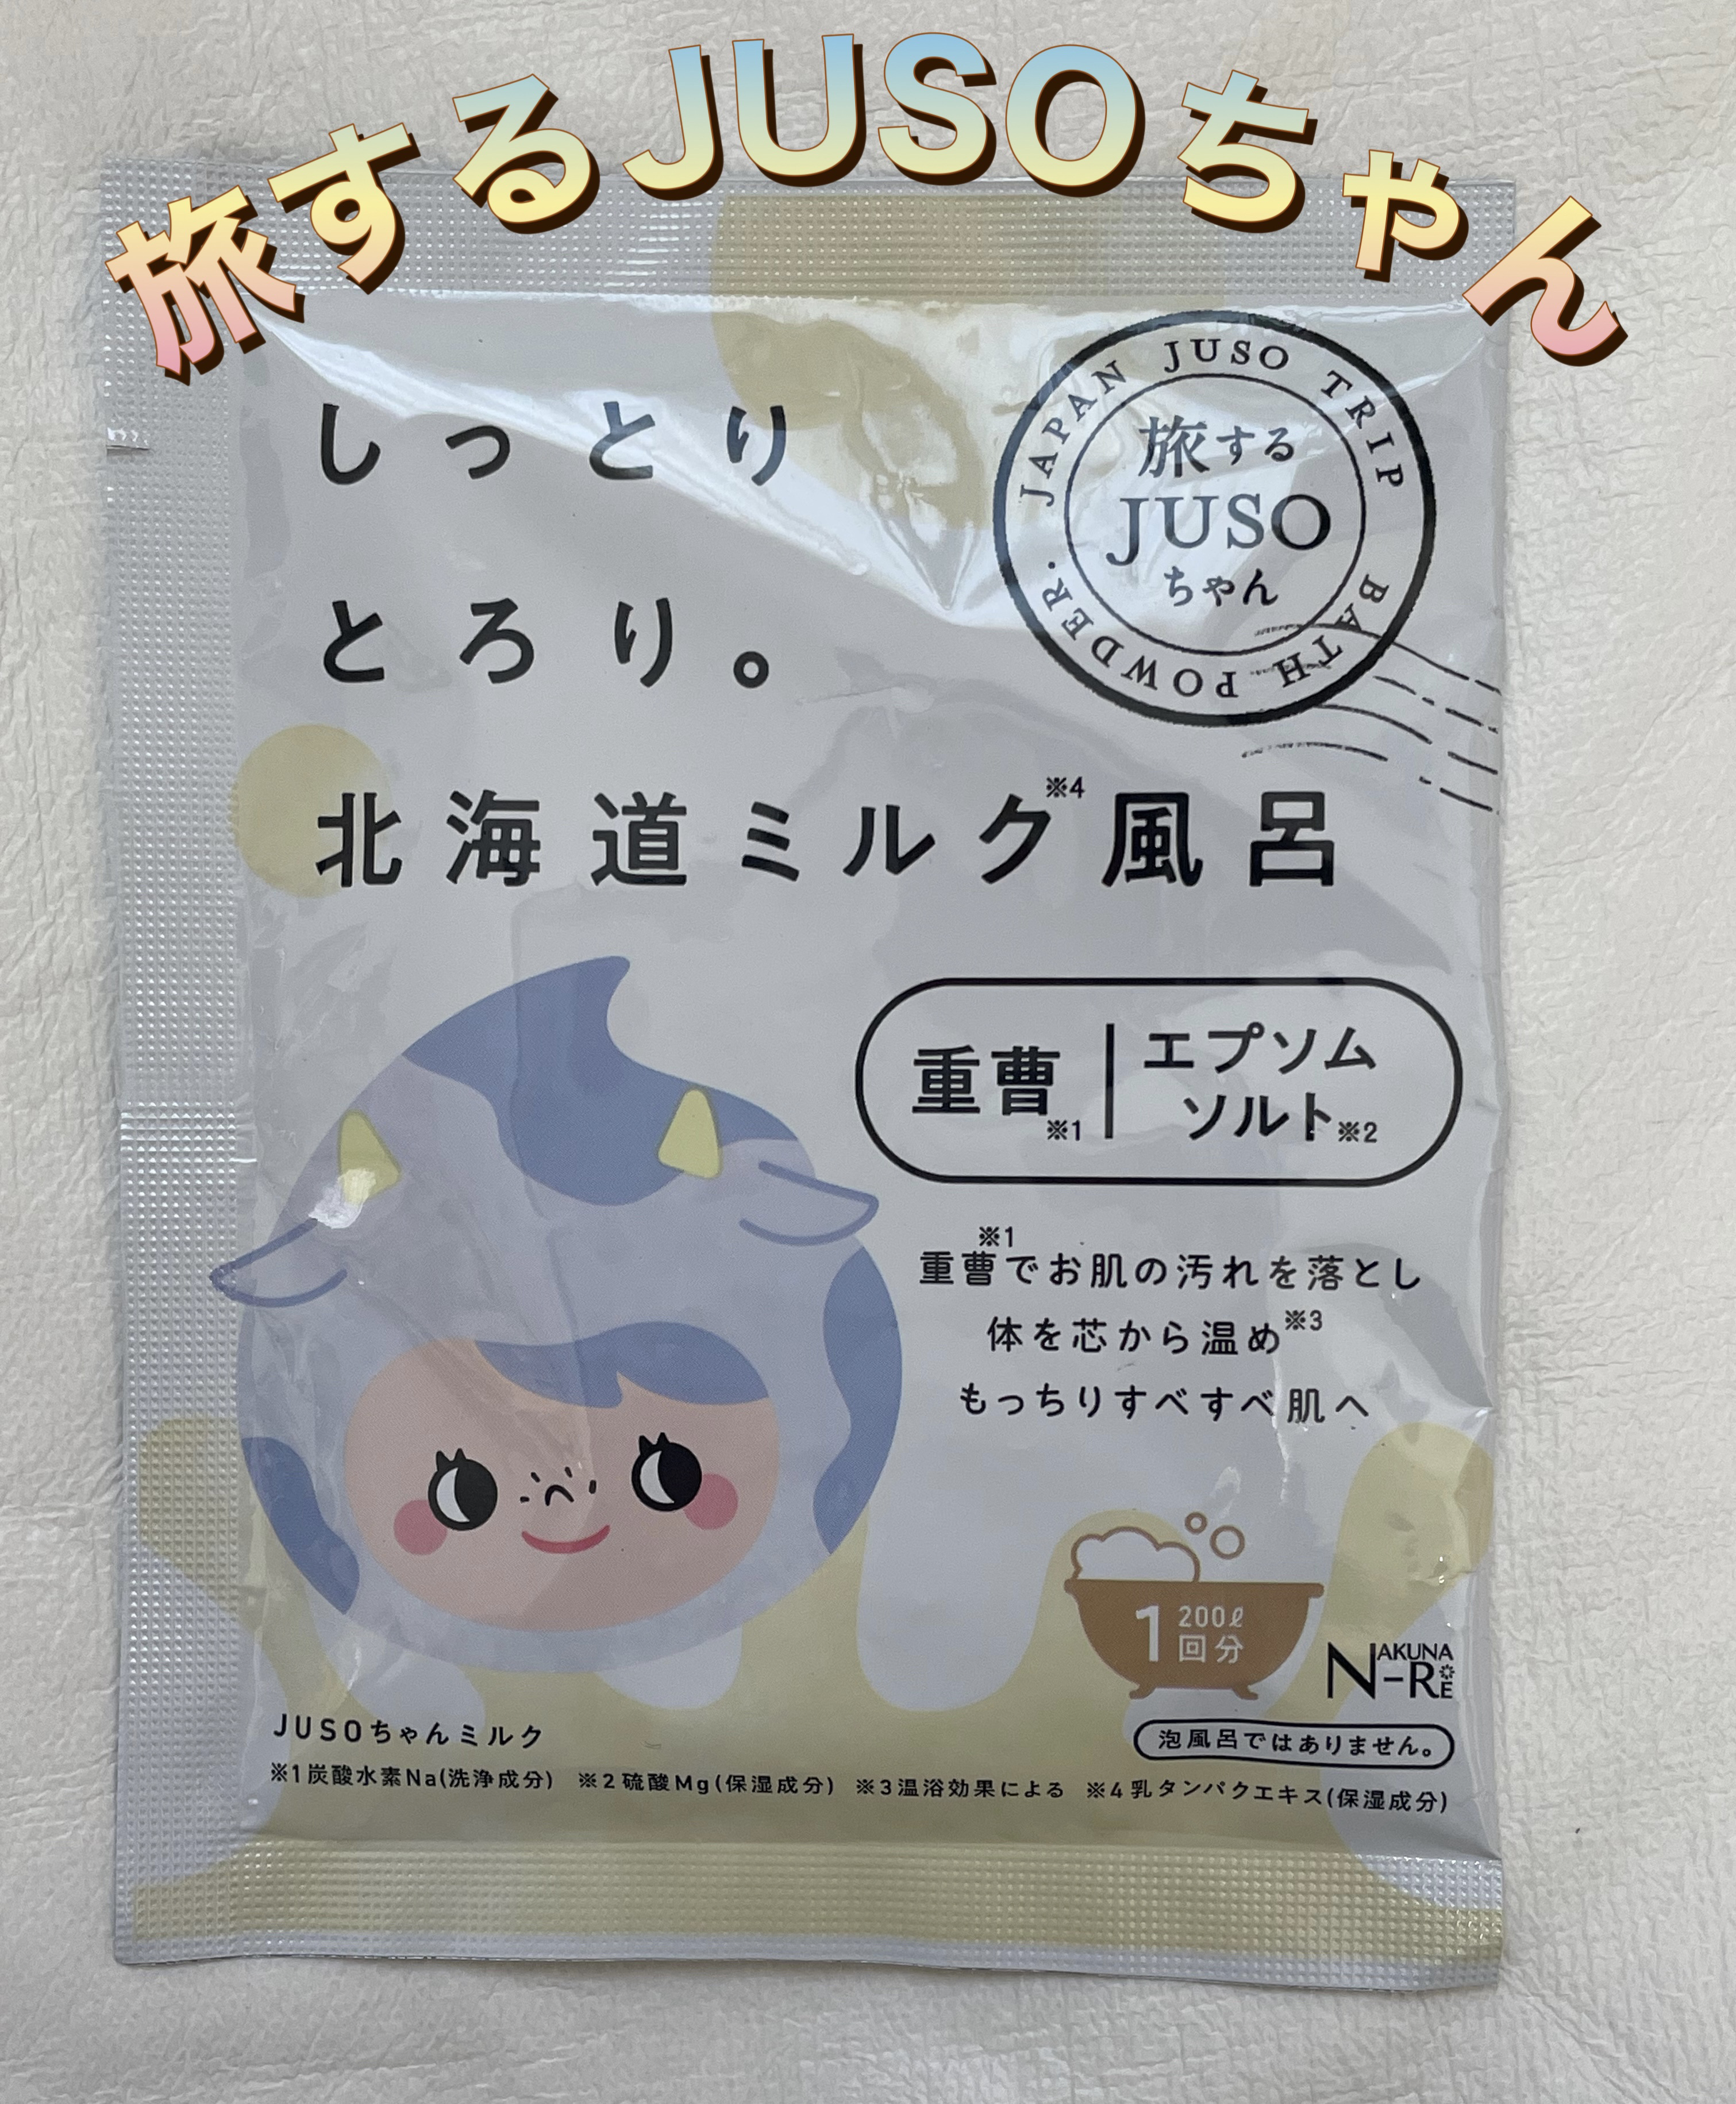 旅するJUSOちゃん
JAPAN JUSO TRIP BATH POWDER.
旅する
JUSO
ちゃん
しっとり
とろり。
北海道ミルク※4風呂
重曹※1
エプソム
ソルト※2
重曹※1でお肌の汚れを落とし
体を芯から温め※3
もっちりすべすべ肌へ
1 200ℓ
回分
NAKUNA-RE
泡風呂ではありません。
JUSOちゃんミルク
※1炭酸水素Na(洗浄成分) ※2硫酸Mg(保湿成分) ※3温浴効果による ※4乳タンパクエキス(保湿成分)